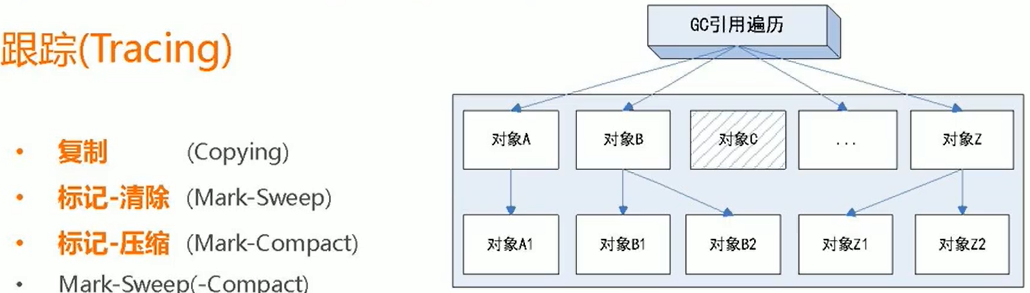 跟踪(Tracing)
• 复制 (Copying)
• 标记-清除 (Mark-Sweep)
• 标记-压缩 (Mark-Compact)
• Mark-Sweep(-Compact)
GC引用遍历
对象A 对象B 对象C ... 对象Z
对象A1 对象B1 对象B2 对象Z1 对象Z2